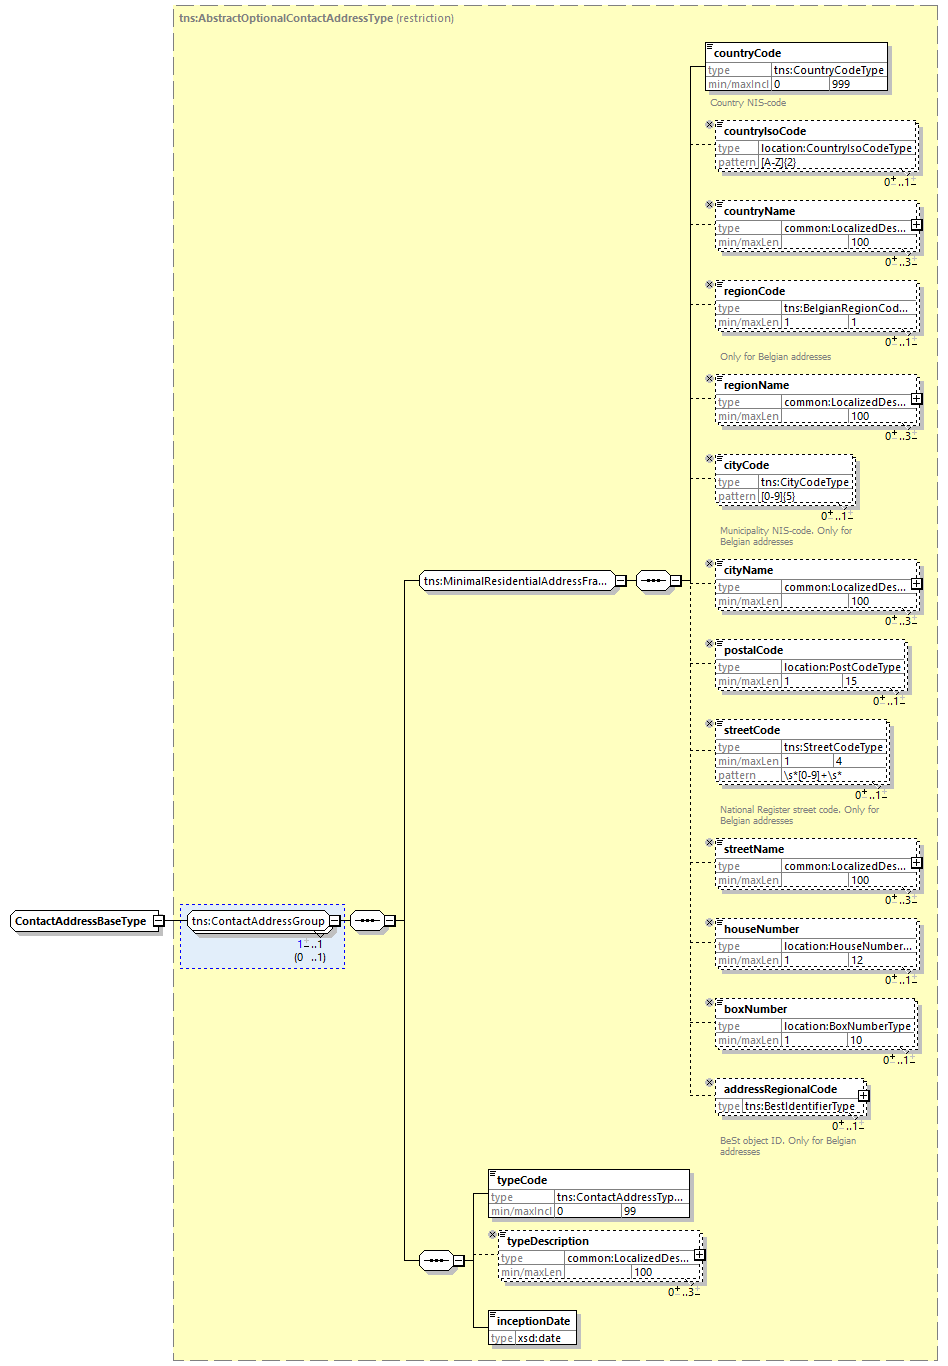 tns:AbstractOptionalContactAddressType (restriction)
countryCode
type tns:CountryCodeType
min/maxIncl 0 999
Country NIS-code
countryIsoCode
type location:CountryIsoCodeType
pattern [A-Z]{2}
0..1
countryName
type common:LocalizedDes...
min/maxLen 100
0..3
regionCode
type tns:BelgianRegionCod...
min/maxLen 1 1
0..1
Only for Belgian addresses
regionName
type common:LocalizedDes...
min/maxLen 100
0..3
cityCode
type tns:CityCodeType
pattern [0-9]{5}
0..1
Municipality NIS-code. Only for
Belgian addresses
tns:MinimalResidentialAddressFra...
cityName
type common:LocalizedDes...
min/maxLen 100
0..3
postalCode
type location:PostCodeType
min/maxLen 1 15
0..1
streetCode
type tns:StreetCodeType
min/maxLen 1 4
pattern \s*[0-9]+\s*
0..1
National Register street code. Only for
Belgian addresses
streetName
type common:LocalizedDes...
min/maxLen 100
0..3
ContactAddressBaseType
tns:ContactAddressGroup
1..1
(0 ..1)
houseNumber
type location:HouseNumber...
min/maxLen 1 12
0..1
boxNumber
type location:BoxNumberType
min/maxLen 1 10
0..1
addressRegionalCode
type tns:BestIdentifierType
0..1
BeSt object ID. Only for Belgian
addresses
typeCode
type tns:ContactAddressTyp...
min/maxIncl 0 99
typeDescription
type common:LocalizedDes...
min/maxLen 100
0..3
inceptionDate
type xsd:date